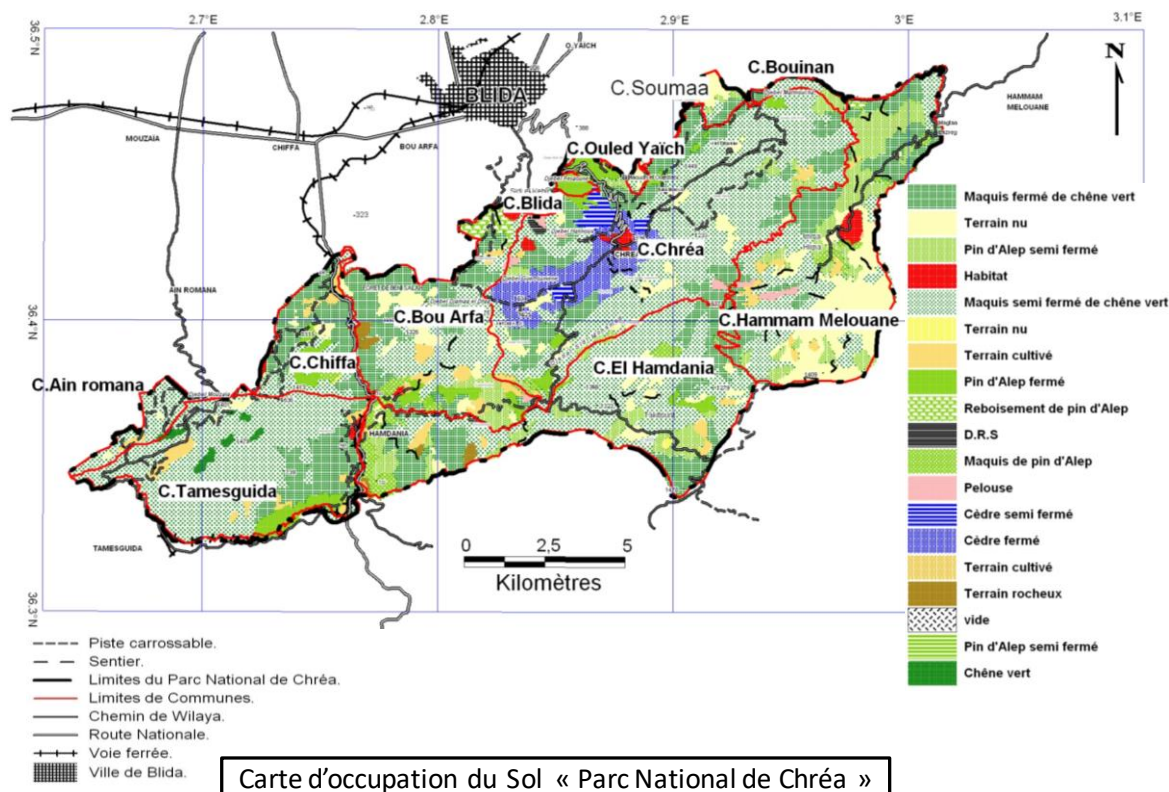 2.7°E
2.8°E
2.9°E
3°E
3.1°E
36.5°N
36.4°N
36.3°N
N
O.YAICH
BLIDA
C.Bouinan
C.Soumaa
HAMMAM
MELOUANE
MOUZAÏA
CHIFFA
BOU ARFA
C.Ouled Yaïch
C.Blida
+323
C.Chréa
AIN ROMANA
C.Bou Arfa
C.Hammam Melouane
C.Chiffa
C.El Hamdania
C.Ain romana
HAMDANIA
C.Tamesguida
TAMESGUIDA
0 2,5 5
Kilomètres
Maquis fermé de chêne vert
Terrain nu
Pin d'Alep semi fermé
Habitat
Maquis semi fermé de chêne vert
Terrain nu
Terrain cultivé
Pin d'Alep fermé
Reboisement de pin d'Alep
D.R.S
Maquis de pin d'Alep
Pelouse
Cèdre semi fermé
Cèdre fermé
Terrain cultivé
Terrain rocheux
vide
Pin d'Alep semi fermé
Chêne vert
Piste carrossable.
Sentier.
Limites du Parc National de Chréa.
Limites de Communes.
Chemin de Wilaya.
Route Nationale.
Voie ferrée.
Ville de Blida.
Carte d'occupation du Sol « Parc National de Chréa »